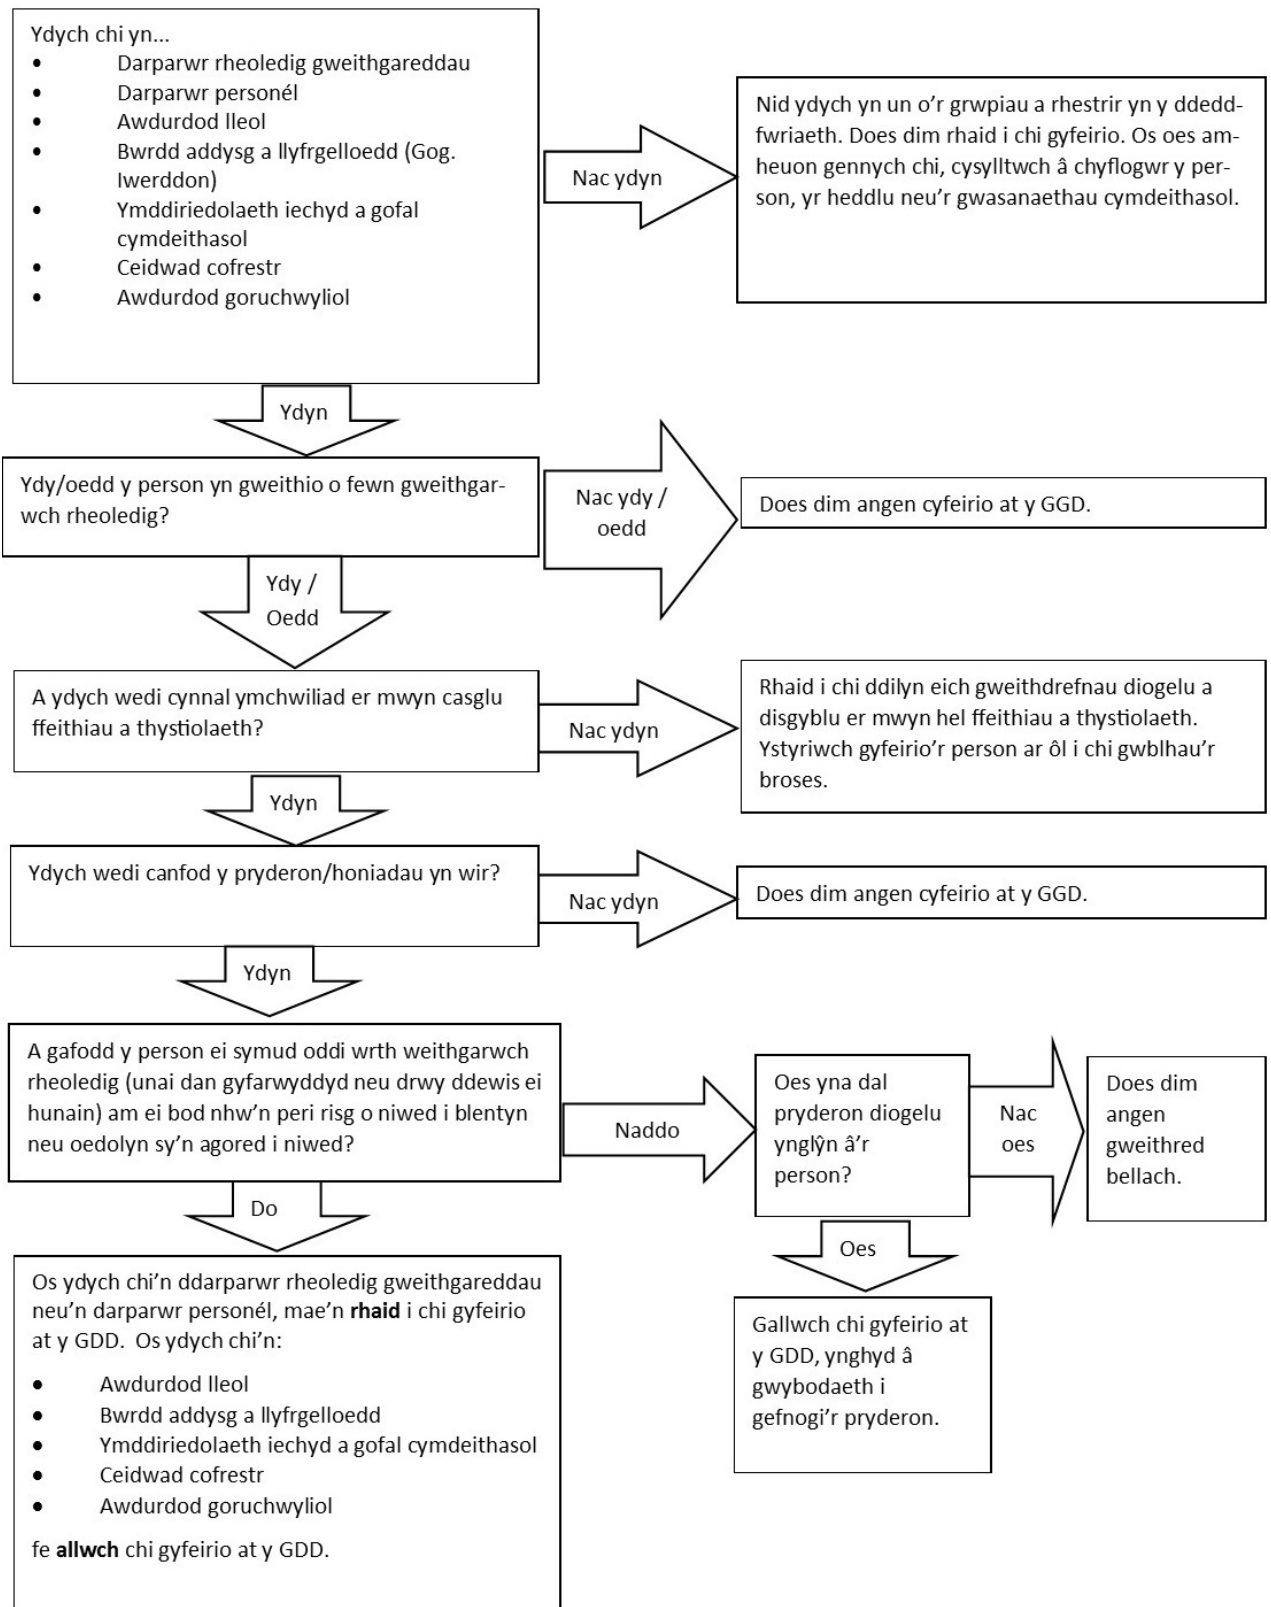 Ydych chi yn...
• Darparwr rheoledig gweithgareddau
• Darparwr personél
• Awdurdod lleol
• Bwrdd addysg a llyfrgelloedd (Gog.
Iwerddon)
• Ymddiriedolaeth iechyd a gofal
cymdeithasol
• Ceidwad cofrestr
• Awdurdod goruchwyliol
Nac ydyn
Nid ydych yn un o'r grwpiau a rhestrir yn y ddedd-
fwriaeth. Does dim rhaid i chi gyfeirio. Os oes am-
heuon gennych chi, cysylltwch â chyflogwr y per-
son, yr heddlu neu'r gwasanaethau cymdeithasol.
Ydyn
Ydy/oedd y person yn gweithio o fewn gweithgar-
wch rheoledig?
Nac ydy /
oedd
Does dim angen cyfeirio at y GGD.
Ydy /
Oedd
A ydych wedi cynnal ymchwiliad er mwyn casglu
ffeithiau a thystiolaeth?
Nac ydyn
Rhaid i chi ddilyn eich gweithdrefnau diogelu a
disgyblu er mwyn hel ffeithiau a thystiolaeth.
Ystyriwch gyfeirio'r person ar ôl i chi gwblhau'r
broses.
Ydyn
Ydych wedi canfod y pryderon/honiadau yn wir?
Nac ydyn
Does dim angen cyfeirio at y GGD.
Ydyn
A gafodd y person ei symud oddi wrth weithgarwch
rheoledig (unai dan gyfarwyddyd neu drwy ddewis ei
hunain) am ei bod nhw'n peri risg o niwed i blentyn
neu oedolyn sy'n agored i niwed?
Naddo
Oes yna dal
pryderon diogelu
ynglŷn â'r
person?
Nac
oes
Does dim
angen
gweithred
bellach.
Do
Oes
Os ydych chi'n ddarparwr rheoledig gweithgareddau
neu'n darparwr personél, mae'n rhaid i chi gyfeirio
at y GDD. Os ydych chi'n:
• Awdurdod lleol
• Bwrdd addysg a llyfrgelloedd
• Ymddiriedolaeth iechyd a gofal cymdeithasol
• Ceidwad cofrestr
• Awdurdod goruchwyliol
fe allwch chi gyfeirio at y GDD.
Gallwch chi gyfeirio at
y GDD, ynghyd â
gwybodaeth i
gefnogi'r pryderon.